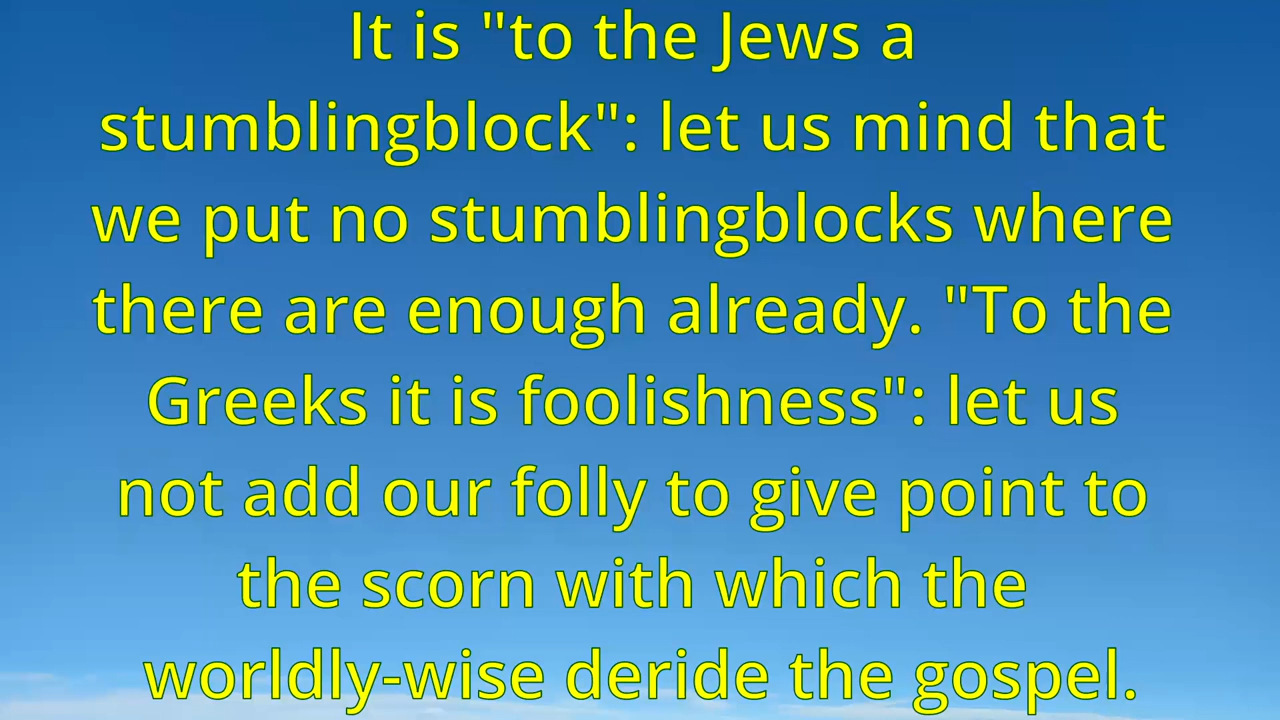 It is "to the Jews a
stumblingblock": let us mind that
we put no stumblingblocks where
there are enough already. "To the
Greeks it is foolishness": let us
not add our folly to give point to
the scorn with which the
worldly-wise deride the gospel.